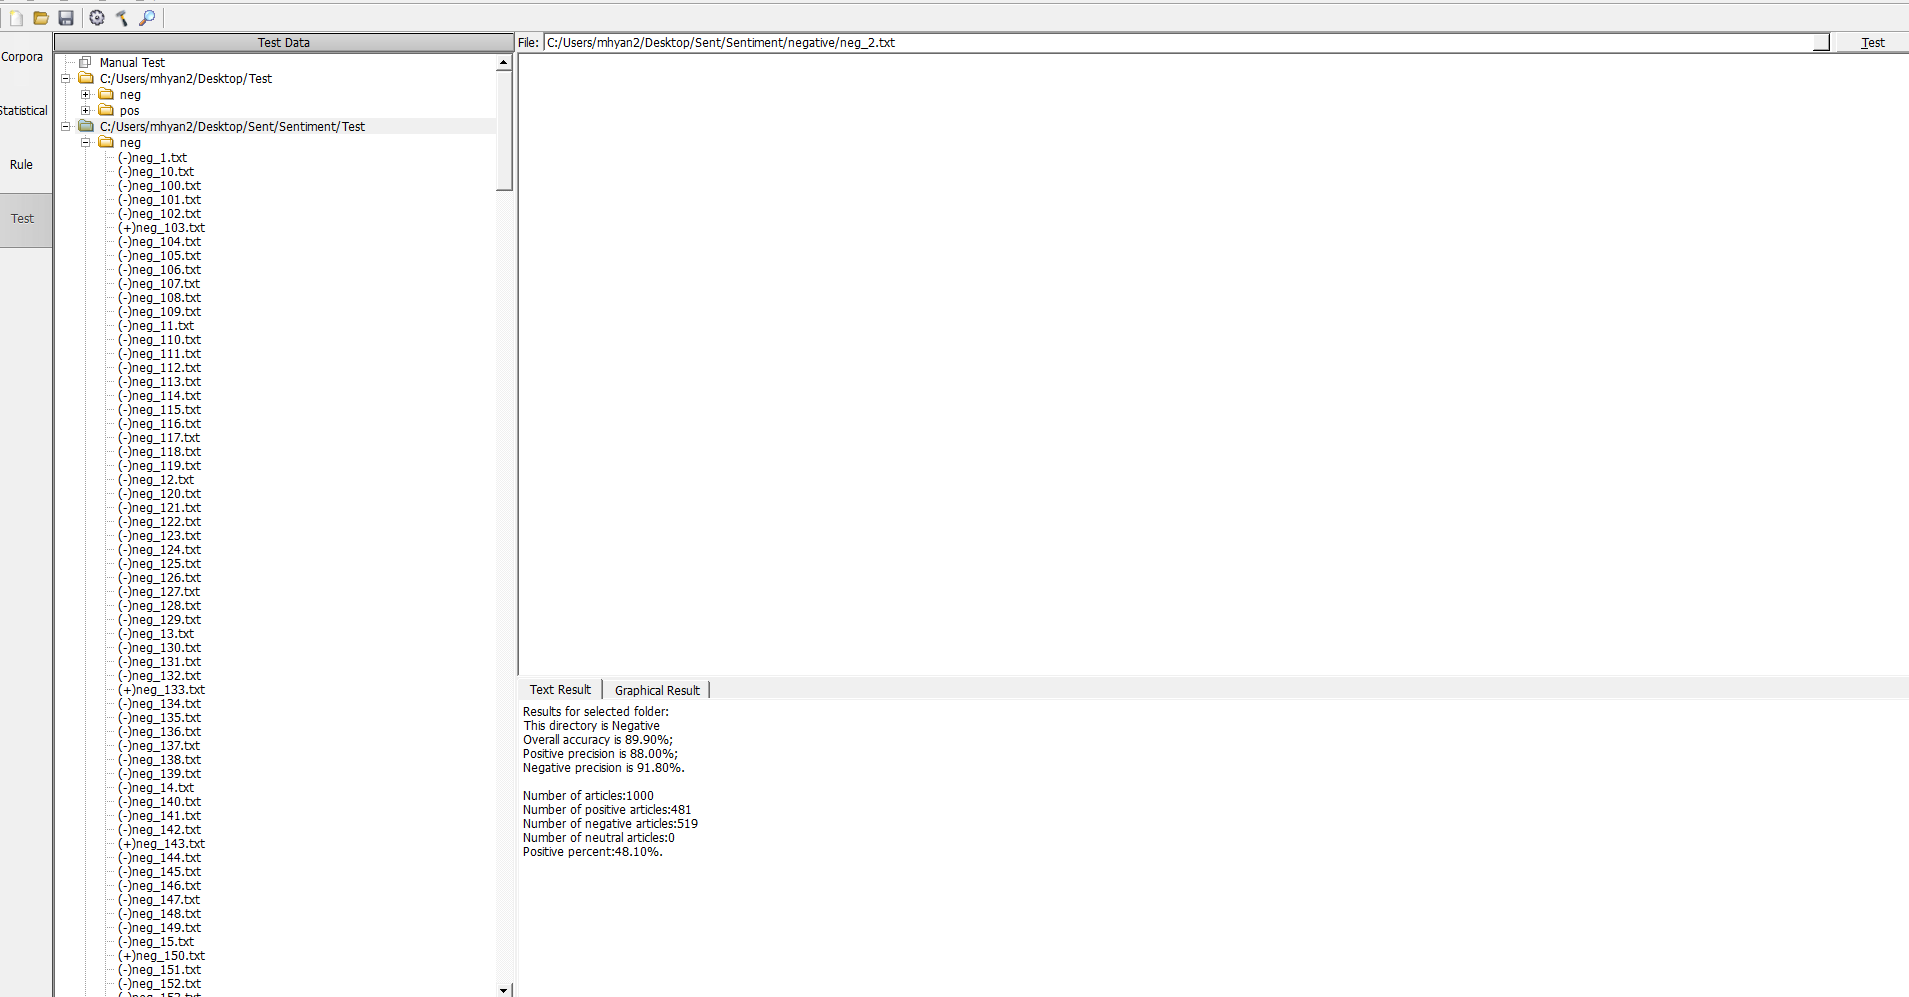 Test Data
File: C:/Users/mhyan2/Desktop/Sent/Sentiment/negative/neg_2.txt
Test
Corpora
Statistical
Rule
Test
Manual Test
C:/Users/mhyan2/Desktop/Test
neg
pos
C:/Users/mhyan2/Desktop/Sent/Sentiment/Test
neg
(-)neg_1.txt
(-)neg_10.txt
(-)neg_100.txt
(-)neg_101.txt
(-)neg_102.txt
(+)neg_103.txt
(-)neg_104.txt
(-)neg_105.txt
(-)neg_106.txt
(-)neg_107.txt
(-)neg_108.txt
(-)neg_109.txt
(-)neg_11.txt
(-)neg_110.txt
(-)neg_111.txt
(-)neg_112.txt
(-)neg_113.txt
(-)neg_114.txt
(-)neg_115.txt
(-)neg_116.txt
(-)neg_117.txt
(-)neg_118.txt
(-)neg_119.txt
(-)neg_12.txt
(-)neg_120.txt
(-)neg_121.txt
(-)neg_122.txt
(-)neg_123.txt
(-)neg_124.txt
(-)neg_125.txt
(-)neg_126.txt
(-)neg_127.txt
(-)neg_128.txt
(-)neg_129.txt
(-)neg_13.txt
(-)neg_130.txt
(-)neg_131.txt
(-)neg_132.txt
(+)neg_133.txt
(-)neg_134.txt
(-)neg_135.txt
(-)neg_136.txt
(-)neg_137.txt
(-)neg_138.txt
(-)neg_139.txt
(-)neg_14.txt
(-)neg_140.txt
(-)neg_141.txt
(-)neg_142.txt
(+)neg_143.txt
(-)neg_144.txt
(-)neg_145.txt
(-)neg_146.txt
(-)neg_147.txt
(-)neg_148.txt
(-)neg_149.txt
(-)neg_15.txt
(+)neg_150.txt
(-)neg_151.txt
(-)neg_152.txt
Text Result
Graphical Result
Results for selected folder:
This directory is Negative
Overall accuracy is 89.90%;
Positive precision is 88.00%;
Negative precision is 91.80%.
Number of articles:1000
Number of positive articles:481
Number of negative articles:519
Number of neutral articles:0
Positive percent:48.10%.